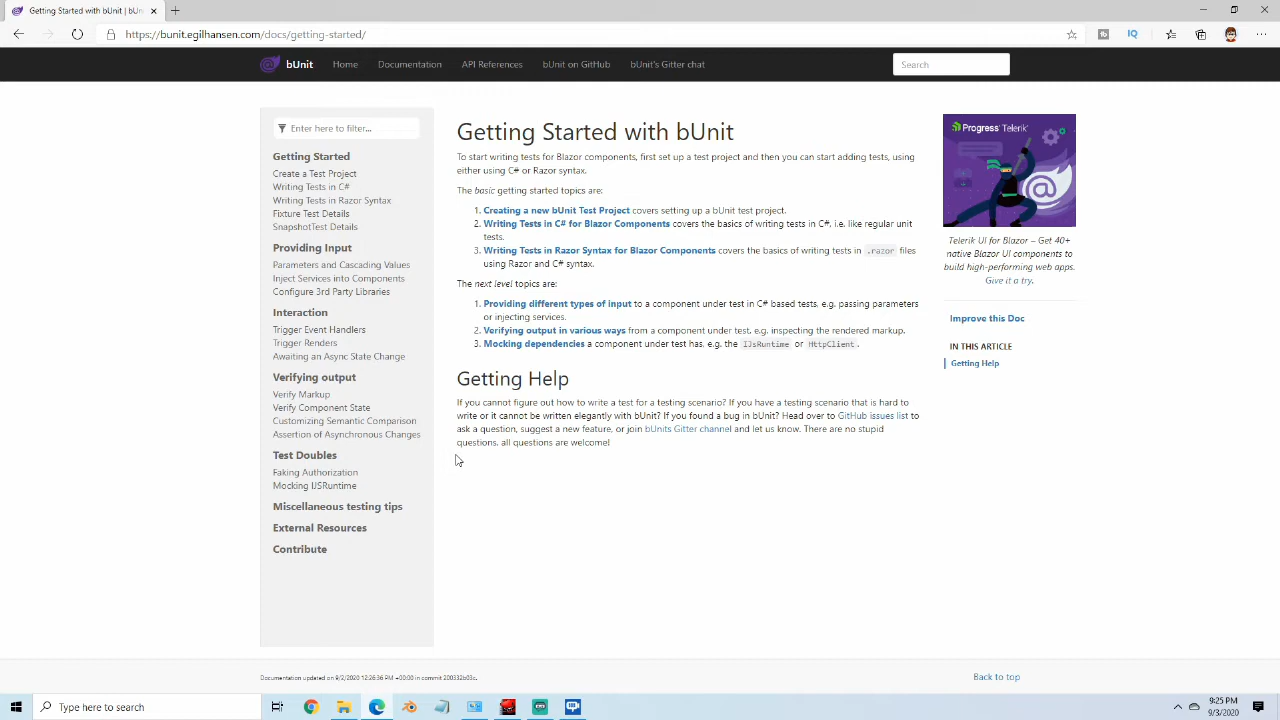 Getting Started with bUnit | bUn
https://bunit.egilhansen.com/docs/getting-started/
bUnit
Home
Documentation
API References
bUnit on GitHub
bUnit's Gitter chat
Search
Enter here to filter...
Getting Started
Create a Test Project
Writing Tests in C#
Writing Tests in Razor Syntax
Fixture Test Details
SnapshotTest Details
Providing Input
Parameters and Cascading Values
Inject Services into Components
Configure 3rd Party Libraries
Interaction
Trigger Event Handlers
Trigger Renders
Awaiting an Async State Change
Verifying output
Verify Markup
Verify Component State
Customizing Semantic Comparison
Assertion of Asynchronous Changes
Test Doubles
Faking Authorization
Mocking IJSRuntime
Miscellaneous testing tips
External Resources
Contribute
Getting Started with bUnit
To start writing tests for Blazor components, first set up a test project and then you can start adding tests, using
either using C# or Razor syntax.
The basic getting started topics are:
1. Creating a new bUnit Test Project covers setting up a bUnit test project.
2. Writing Tests in C# for Blazor Components covers the basics of writing tests in C#, i.e. like regular unit
tests.
3. Writing Tests in Razor Syntax for Blazor Components covers the basics of writing tests in .razor files
using Razor and C# syntax.
The next level topics are:
1. Providing different types of input to a component under test in C# based tests, e.g. passing parameters
or injecting services.
2. Verifying output in various ways from a component under test, e.g. inspecting the rendered markup.
3. Mocking dependencies a component under test has, e.g. the IJsRuntime or HttpClient.
Getting Help
If you cannot figure out how to write a test for a testing scenario? If you have a testing scenario that is hard to
write or it cannot be written elegantly with bUnit? If you found a bug in bUnit? Head over to GitHub issues list to
ask a question, suggest a new feature, or join bUnits Gitter channel and let us know. There are no stupid
questions, all questions are welcome!
Progress Telerik
Telerik UI for Blazor – Get 40+
native Blazor UI components to
build high-performing web apps.
Give it a try.
Improve this Doc
IN THIS ARTICLE
Getting Help
Documentation updated on 9/2/2020 12:26:36 PM +00:00 in commit 200332b03c.
Back to top
Type here to search
9:25 PM
9/3/2020